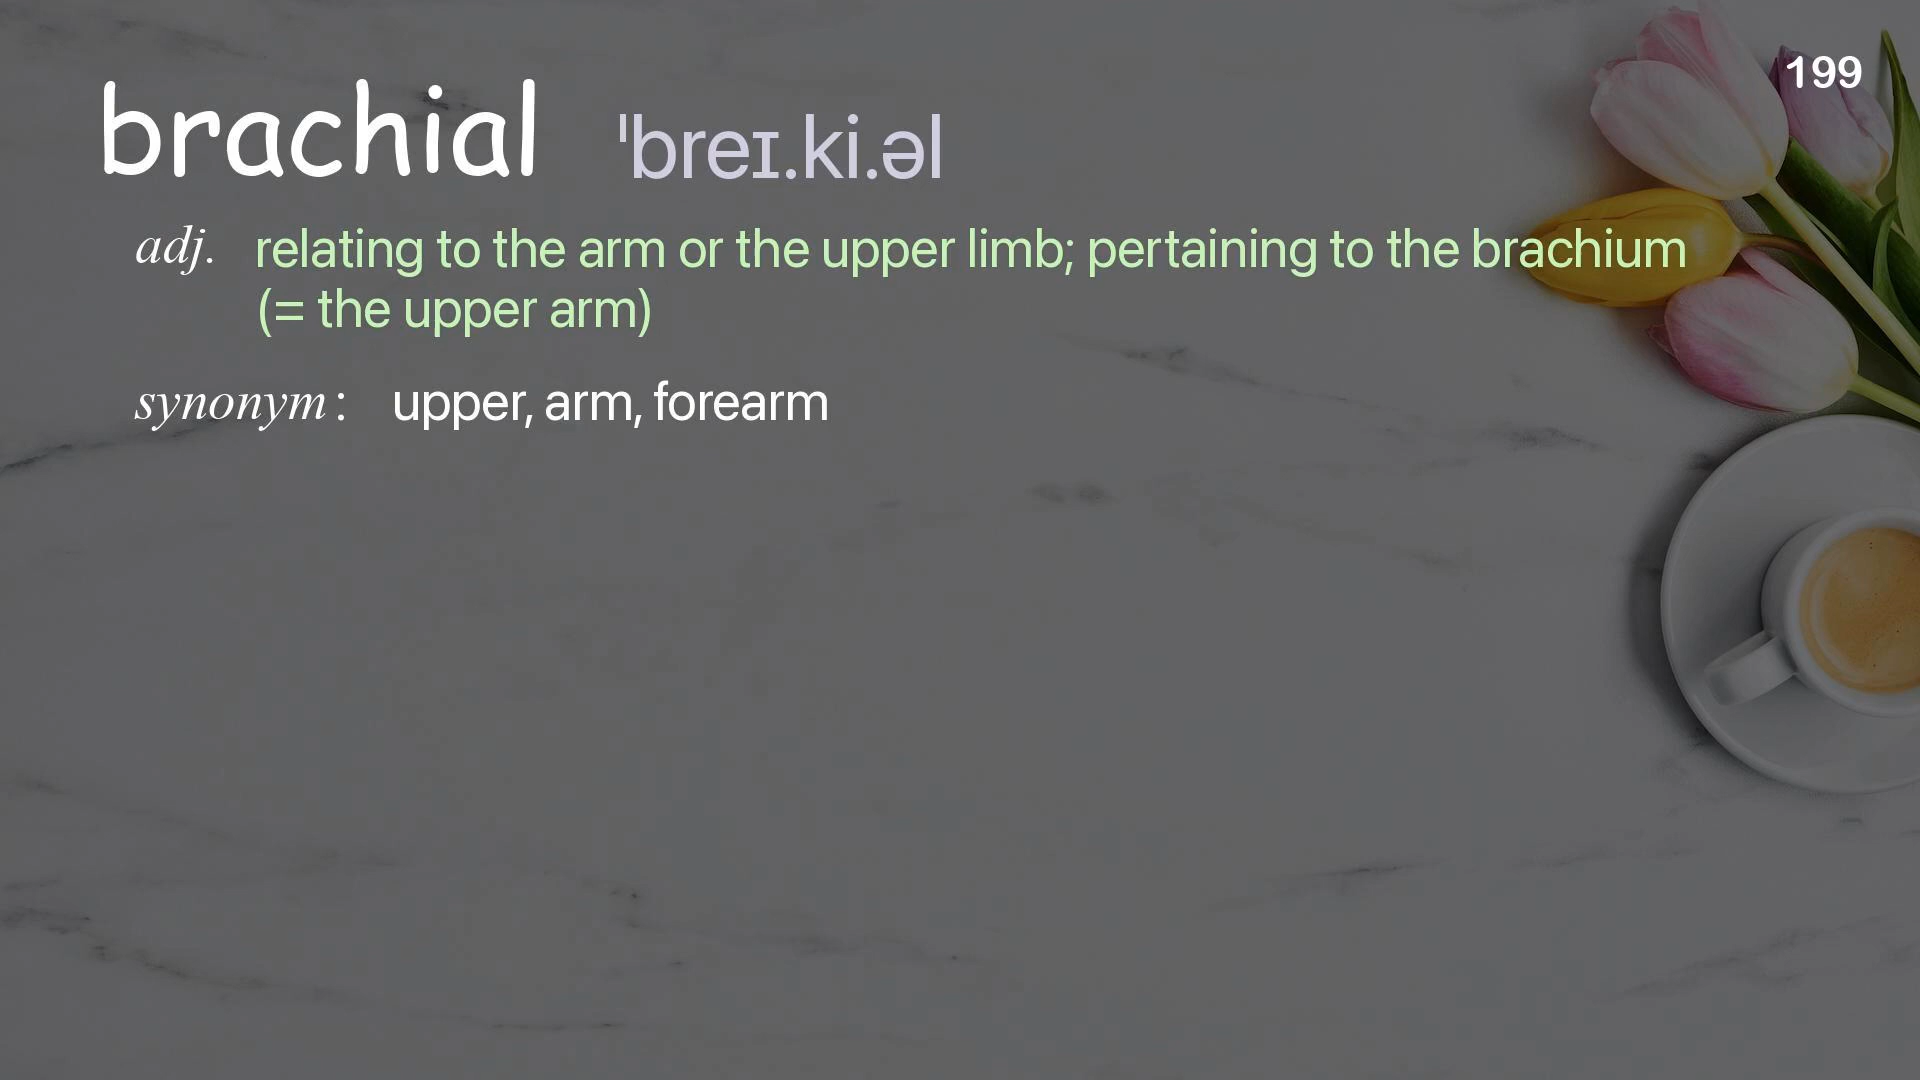 199
brachial ˈbreɪ.ki.əl
adj. relating to the arm or the upper limb; pertaining to the brachium
(= the upper arm)
synonym : upper, arm, forearm